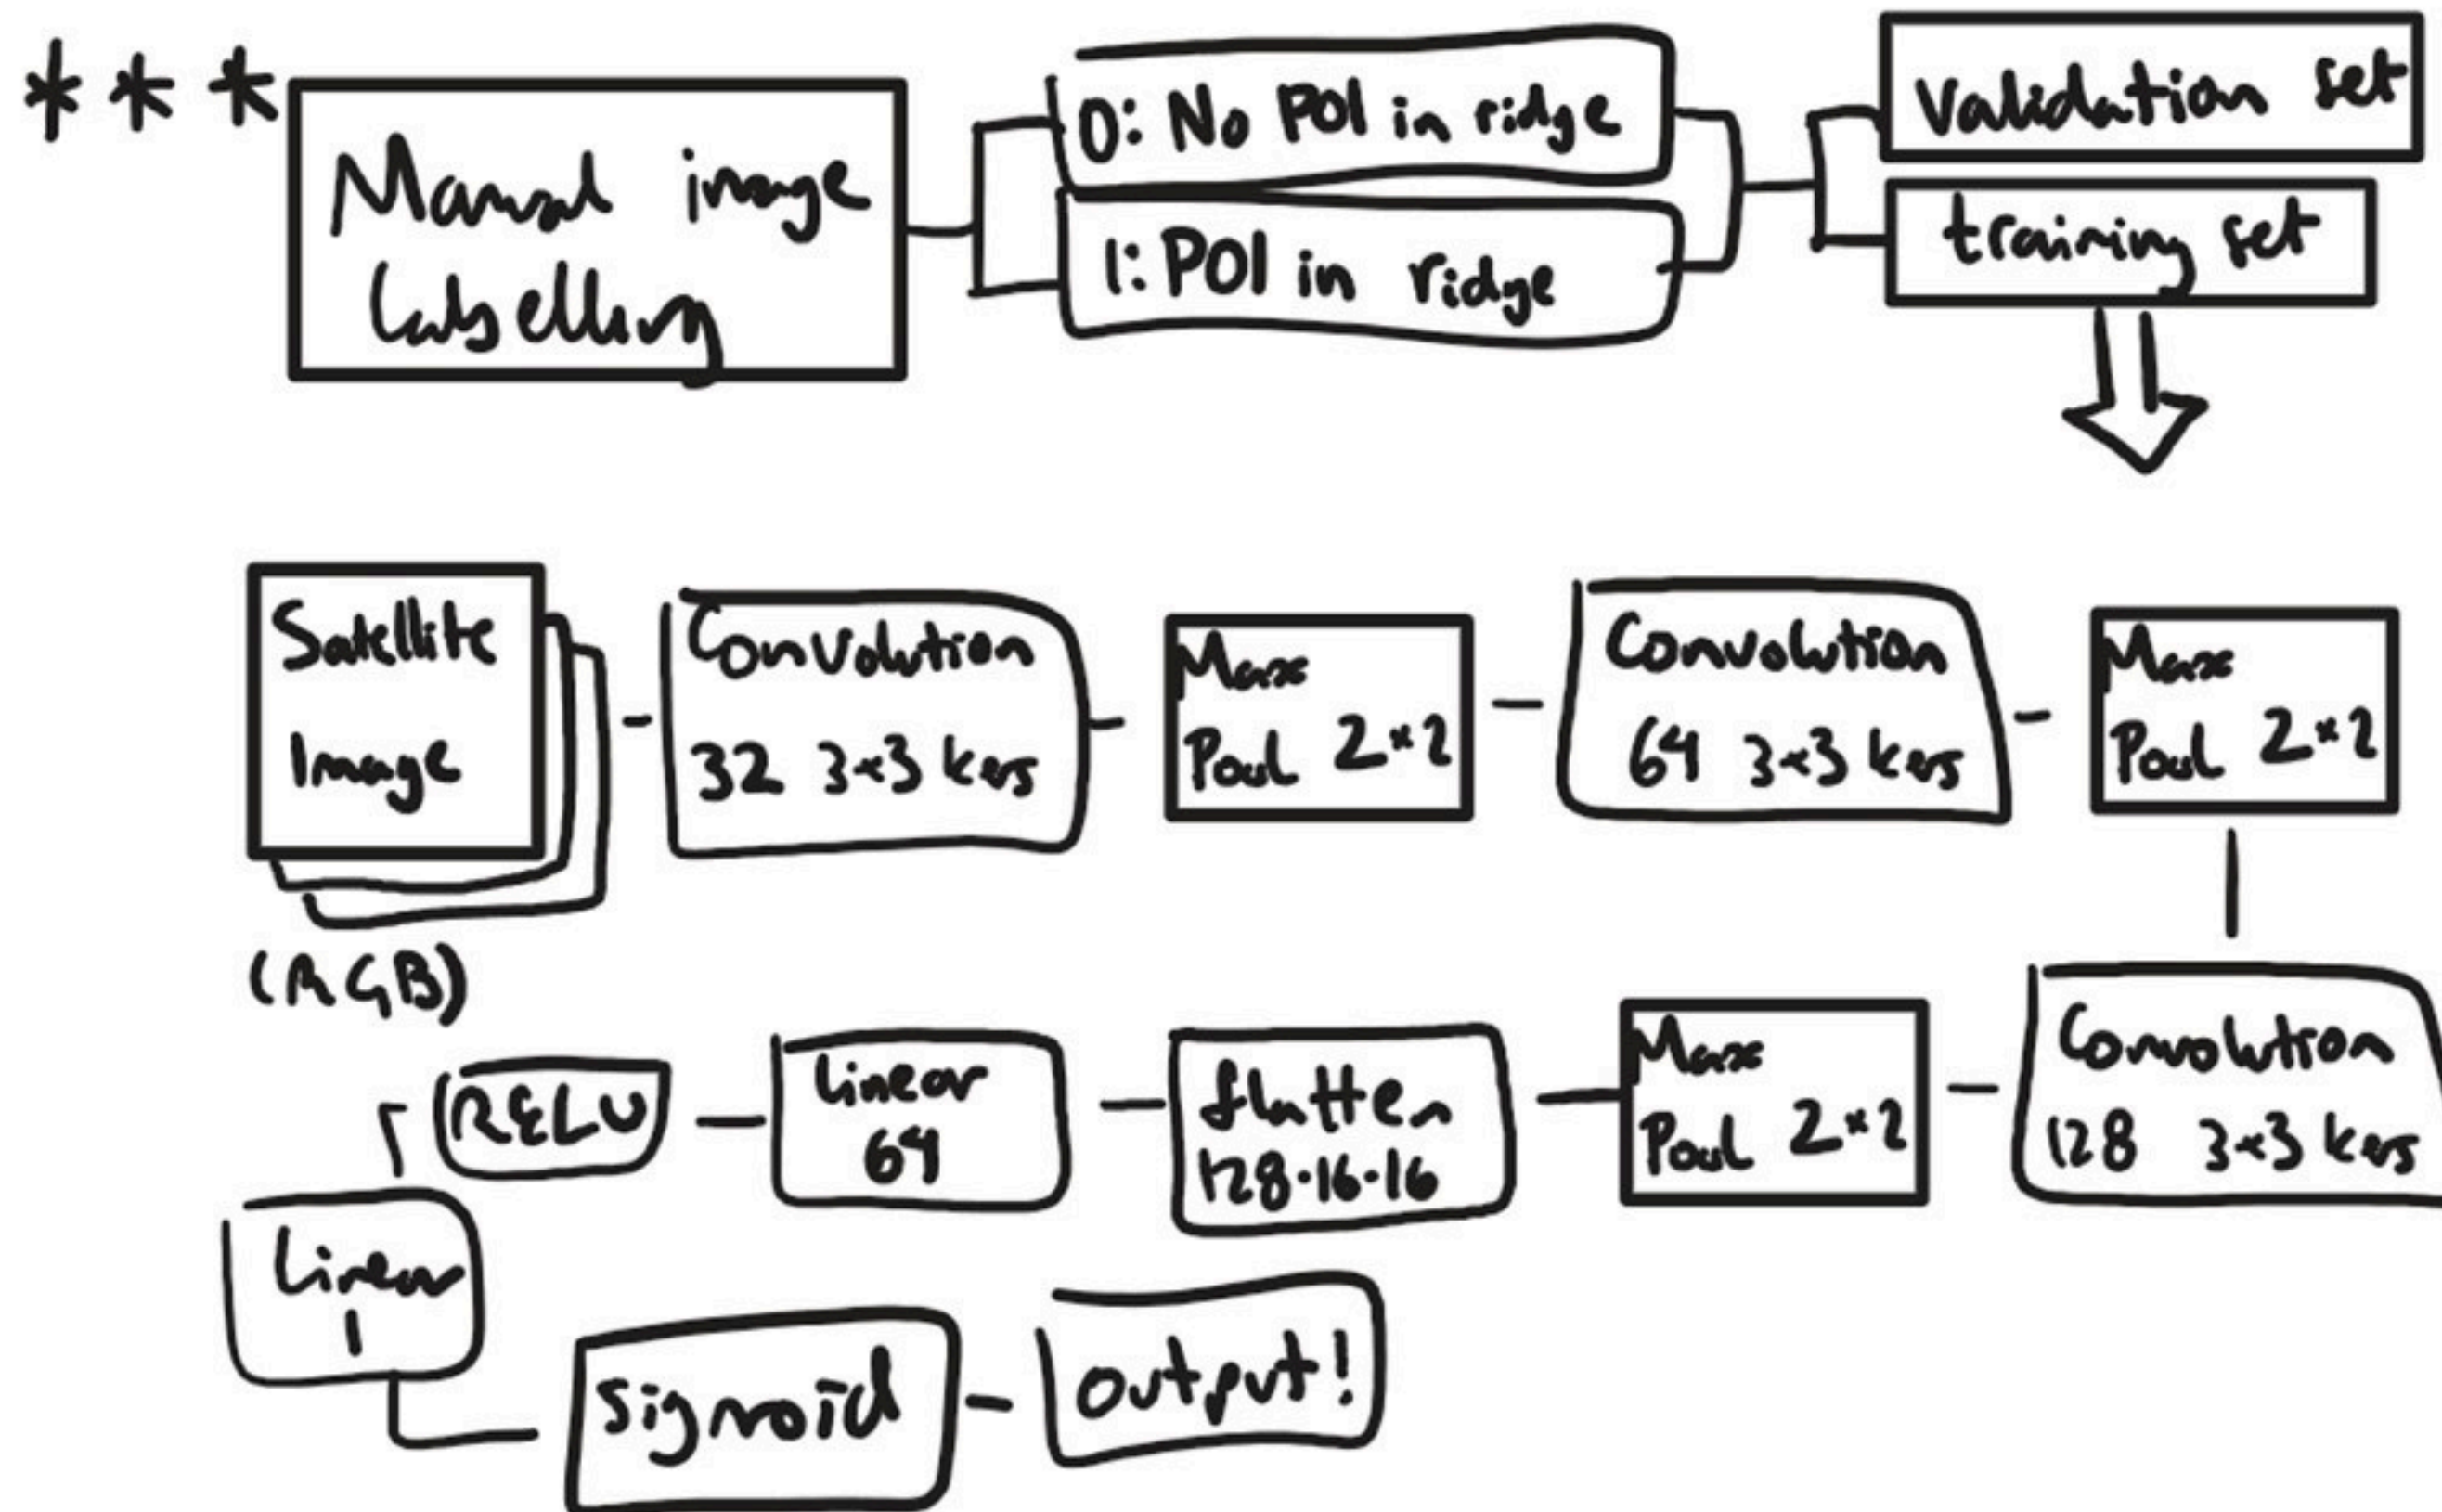 ***
Manual image
Labelling
0: No POI in ridge
1: POI in ridge
Validation set
training set
Satellite
Image
(RGB)
Convolution
32 3×3 kers
Max
Pool 2×2
Convolution
64 3×3 kers
Max
Pool 2×2
Convolution
128 3×3 kers
Max
Pool 2×2
flatten
128·16·16
Linear
64
RELU
Linear
1
Sigmoid
output!